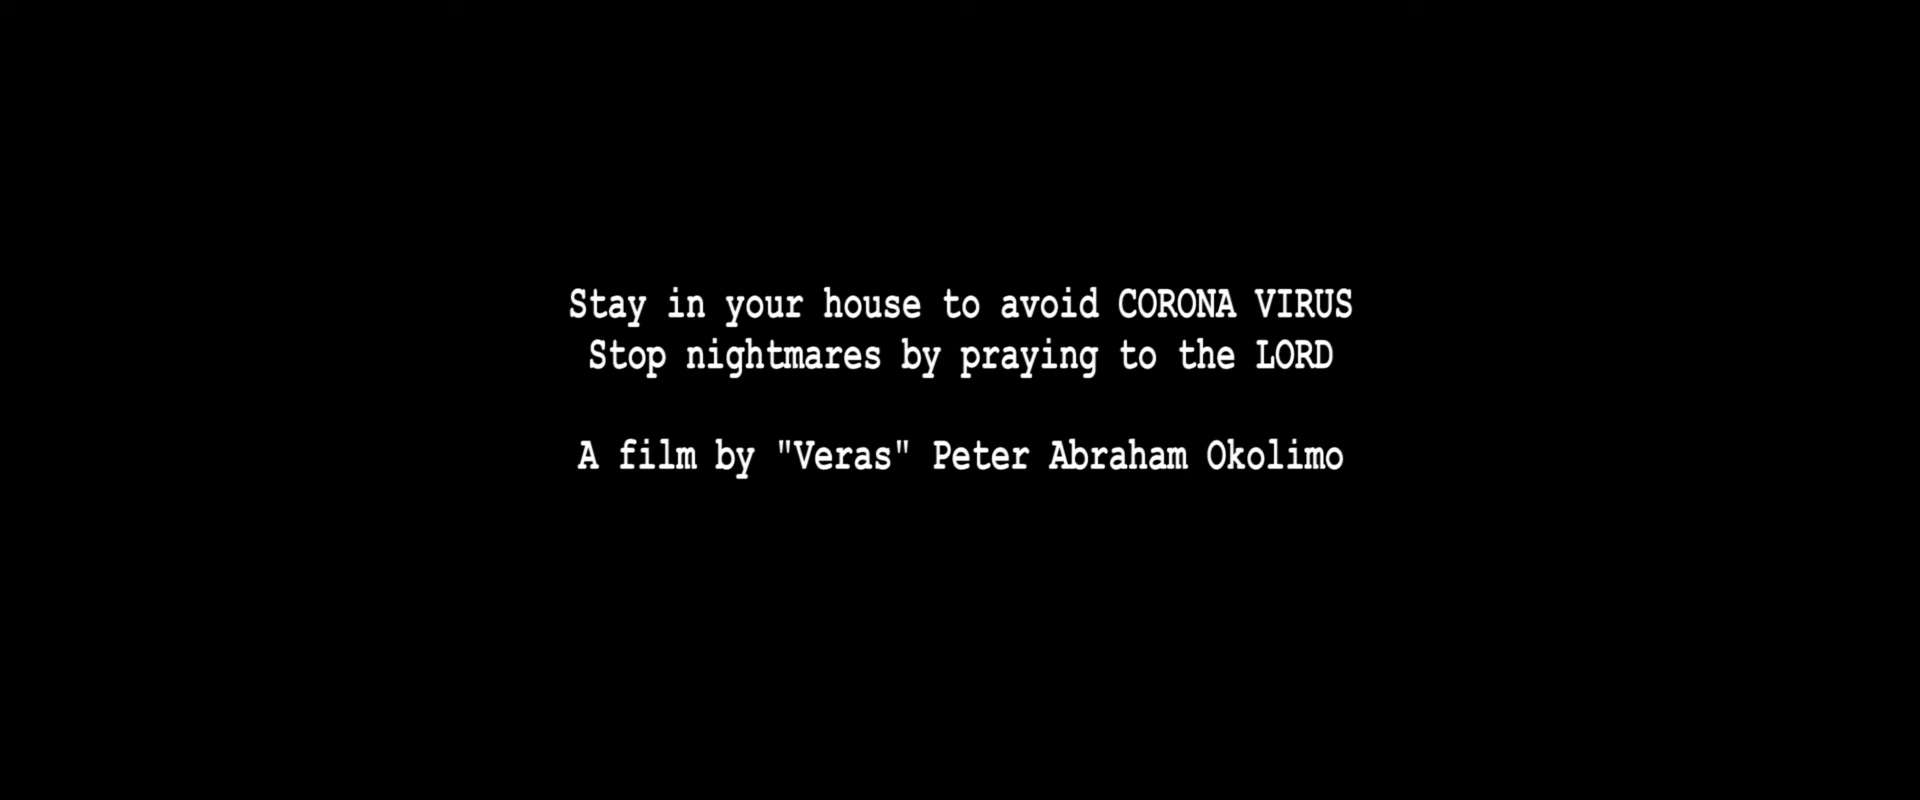 Stay in your house to avoid CORONA VIRUS
Stop nightmares by praying to the LORD
A film by "Veras" Peter Abraham Okolimo